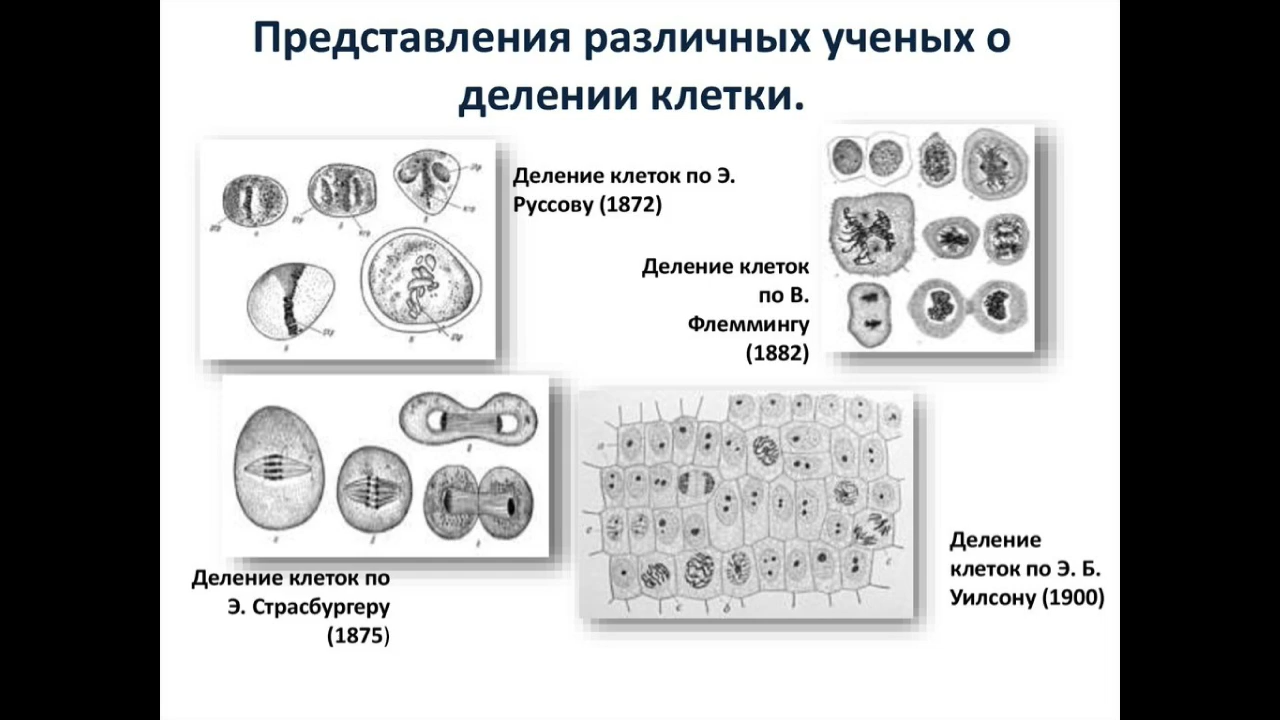 Представления различных ученых о
делении клетки.
Деление клеток по Э.
Руссову (1872)
Деление клеток
по В.
Флеммингу
(1882)
Деление клеток по
Э. Страсбургеру
(1875)
Деление
клеток по Э. Б.
Уилсону (1900)